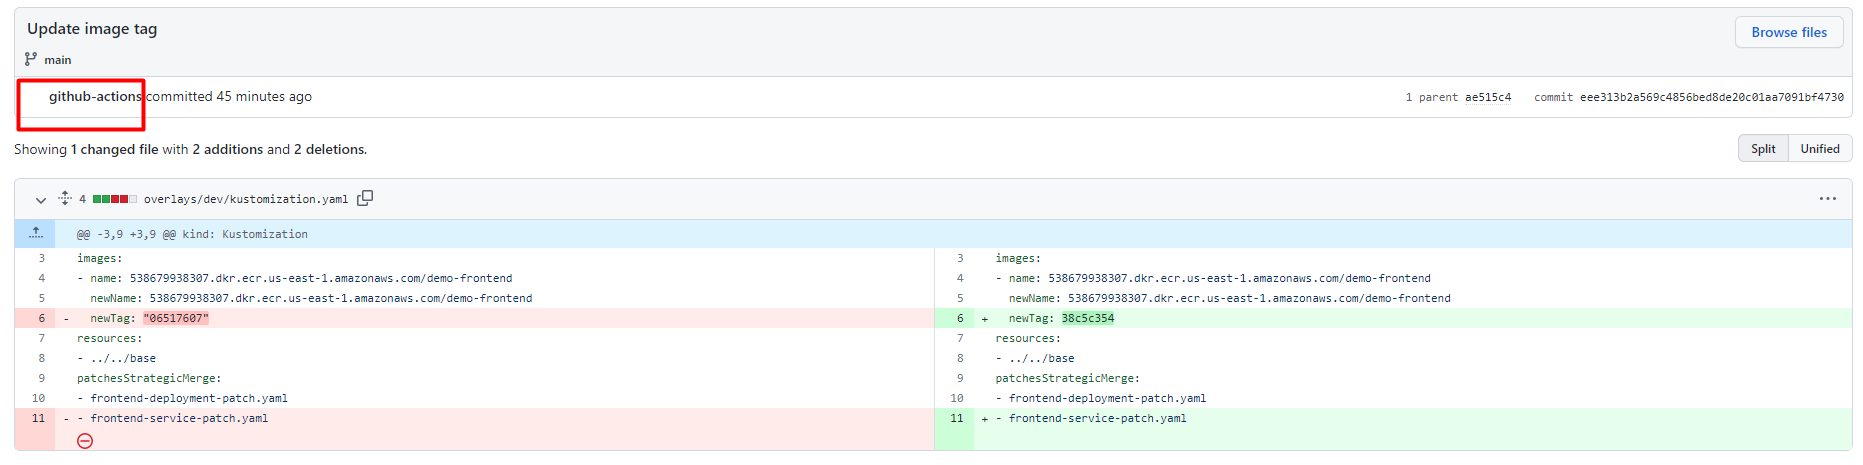 Update image tag
Browse files
main
github-actions committed 45 minutes ago
1 parent ae515c4 commit eee313b2a569c4856bed8de20c01aa7091bf4730
Showing 1 changed file with 2 additions and 2 deletions.
Split Unified
4 overlays/dev/kustomization.yaml
@@ -3,9 +3,9 @@ kind: Kustomization
3 images:
4 - name: 538679938307.dkr.ecr.us-east-1.amazonaws.com/demo-frontend
5 newName: 538679938307.dkr.ecr.us-east-1.amazonaws.com/demo-frontend
6 - newTag: "06517607"
7 resources:
8 - ../../base
9 patchesStrategicMerge:
10 - frontend-deployment-patch.yaml
11 - - frontend-service-patch.yaml
3 images:
4 - name: 538679938307.dkr.ecr.us-east-1.amazonaws.com/demo-frontend
5 newName: 538679938307.dkr.ecr.us-east-1.amazonaws.com/demo-frontend
6 + newTag: 38c5c354
7 resources:
8 - ../../base
9 patchesStrategicMerge:
10 - frontend-deployment-patch.yaml
11 + - frontend-service-patch.yaml